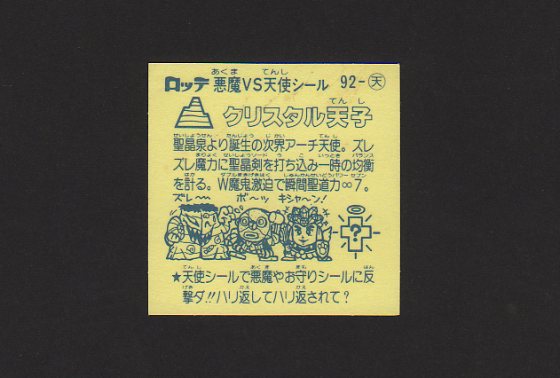 ロッテ 悪魔VS天使シール 92-天
クリスタル天子
聖晶泉より誕生の次界アーチ天使。ズレ
ズレ魔力に聖晶剣を打ち込み一時の均衡
を計る。W魔鬼激迫で瞬間聖道力∞7。
ズレ〜 ボ〜ッ キシャ〜ン!
?
★天使シールで悪魔やお守りシールに反
撃ダ!!ハリ返してハリ返されて?